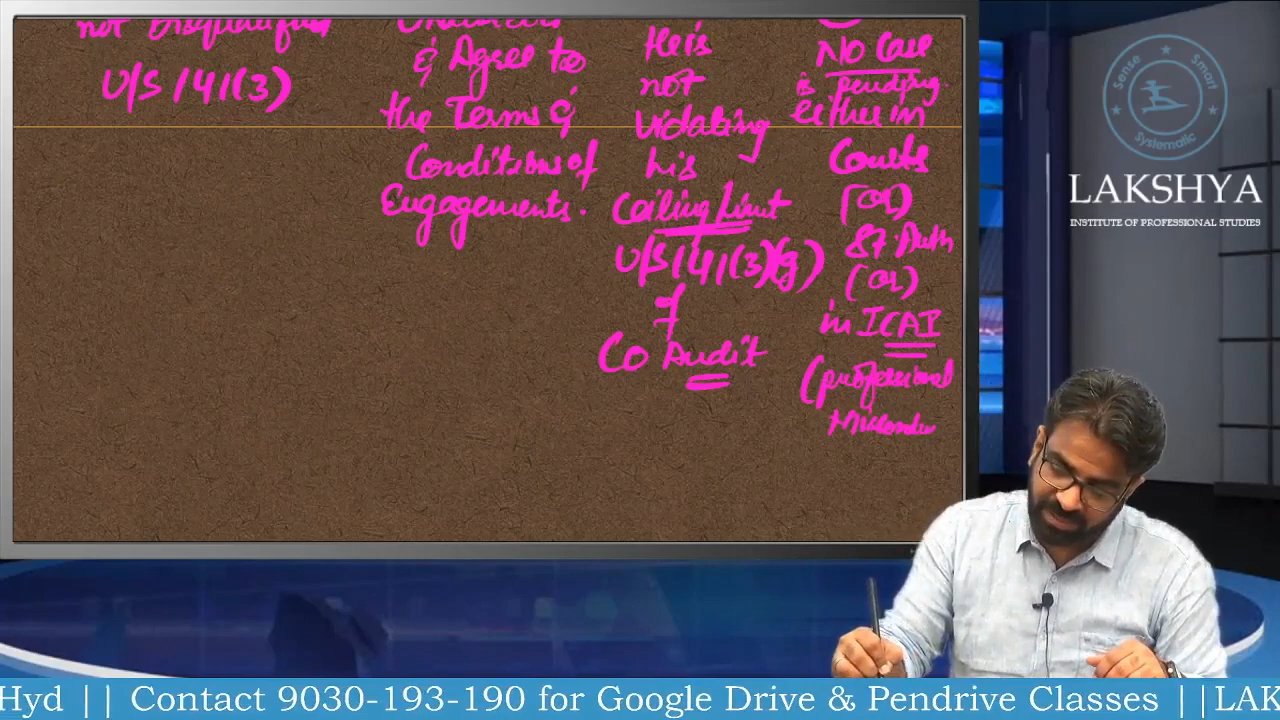 not Disqualified
U/S 141(3)
& Agree to
the Terms &
Conditions of
Engagements.
He is
not
violating
his
Ceiling Limit
U/S 141(3)(g)
of
Co Audit
NO Case
is pending
either in
Courts
(or)
(or)
in ICAI
(professional
Sense
Smart
Systematic
LAKSHYA
INSTITUTE OF PROFESSIONAL STUDIES
Hyd || Contact 9030-193-190 for Google Drive & Pendrive Classes ||LAK